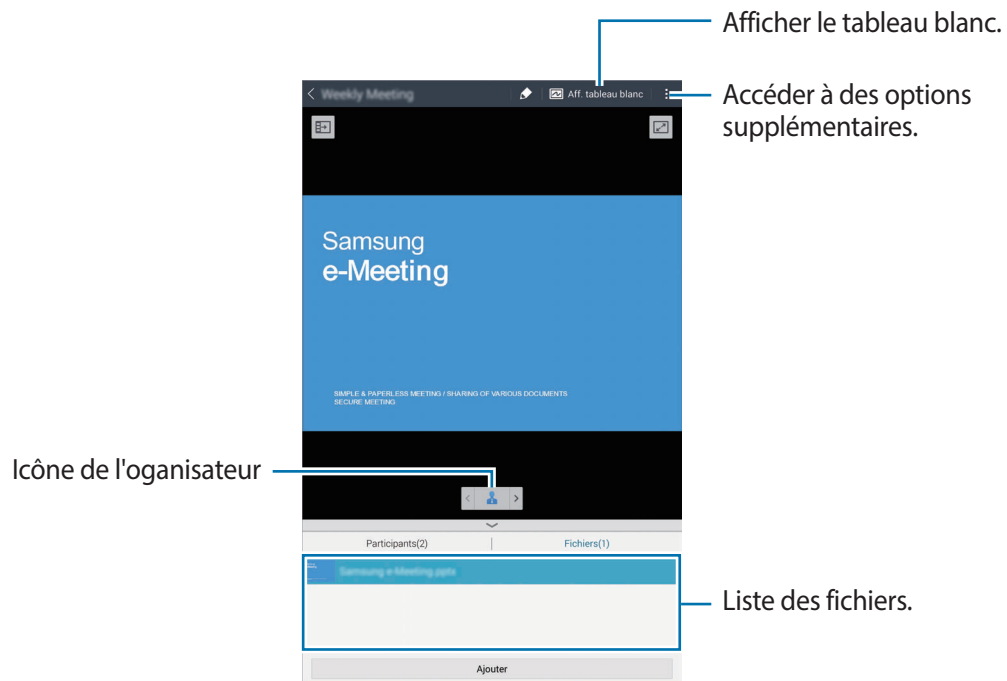 Afficher le tableau blanc.
Weekly Meeting
Aff. tableau blanc
Accéder à des options
supplémentaires.
Samsung
e-Meeting
SIMPLE & PAPERLESS MEETING / SHARING OF VARIOUS DOCUMENTS
SECURE MEETING
Icône de l'oganisateur
Participants(2)
Fichiers(1)
Samsung e-Meeting.pptx
Liste des fichiers.
Ajouter